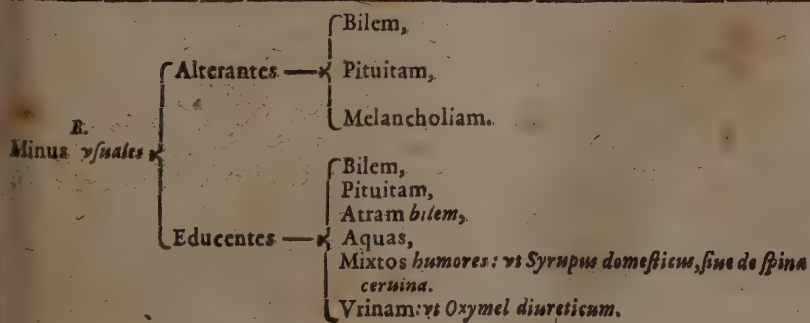 B.
Minus vsuales
Alterantes
Bilem,
Pituitam,
Melancholiam.
Educentes
Bilem,
Pituitam,
Atram bilem,
Aquas,
Mixtos humores: vt Syrupus domesticus, siue de spina
ceruina.
Vrinam: vt Oxymel diureticum.